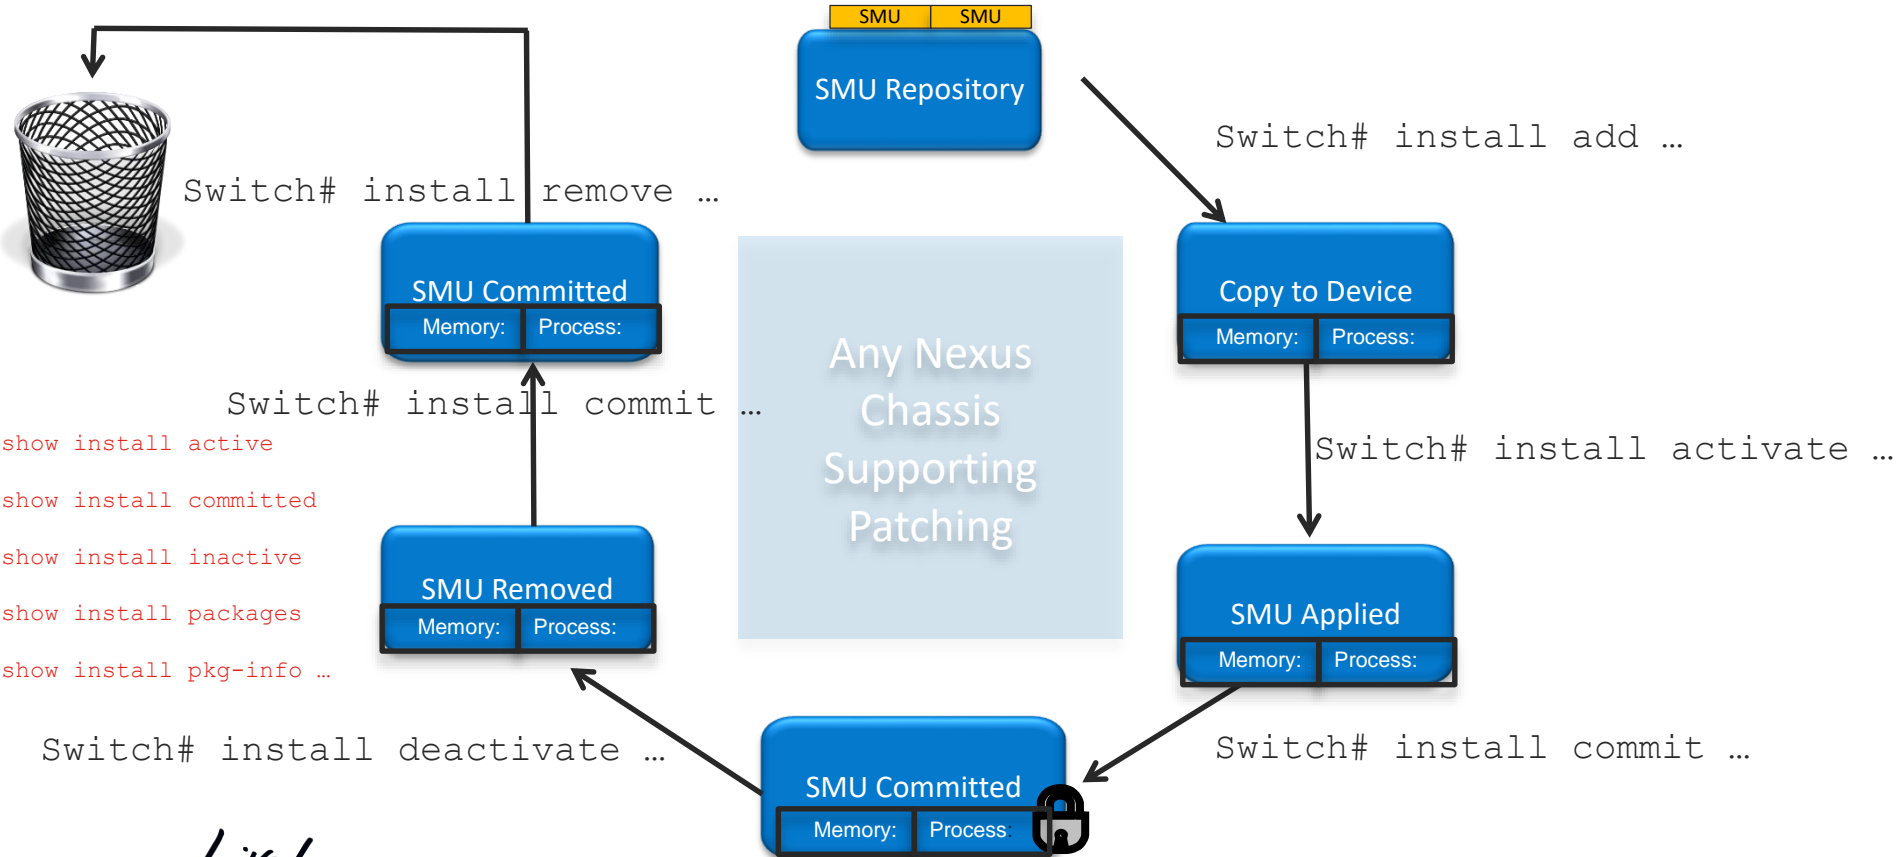 SMU SMU
SMU Repository
Switch# install add …
Switch# install remove …
SMU Committed
Memory: Process:
Copy to Device
Memory: Process:
Any Nexus
Chassis
Supporting
Patching
Switch# install commit …
Switch# install activate …
show install active
show install committed
show install inactive
show install packages
show install pkg-info …
SMU Removed
Memory: Process:
SMU Applied
Memory: Process:
Switch# install deactivate …
Switch# install commit …
SMU Committed
Memory: Process: